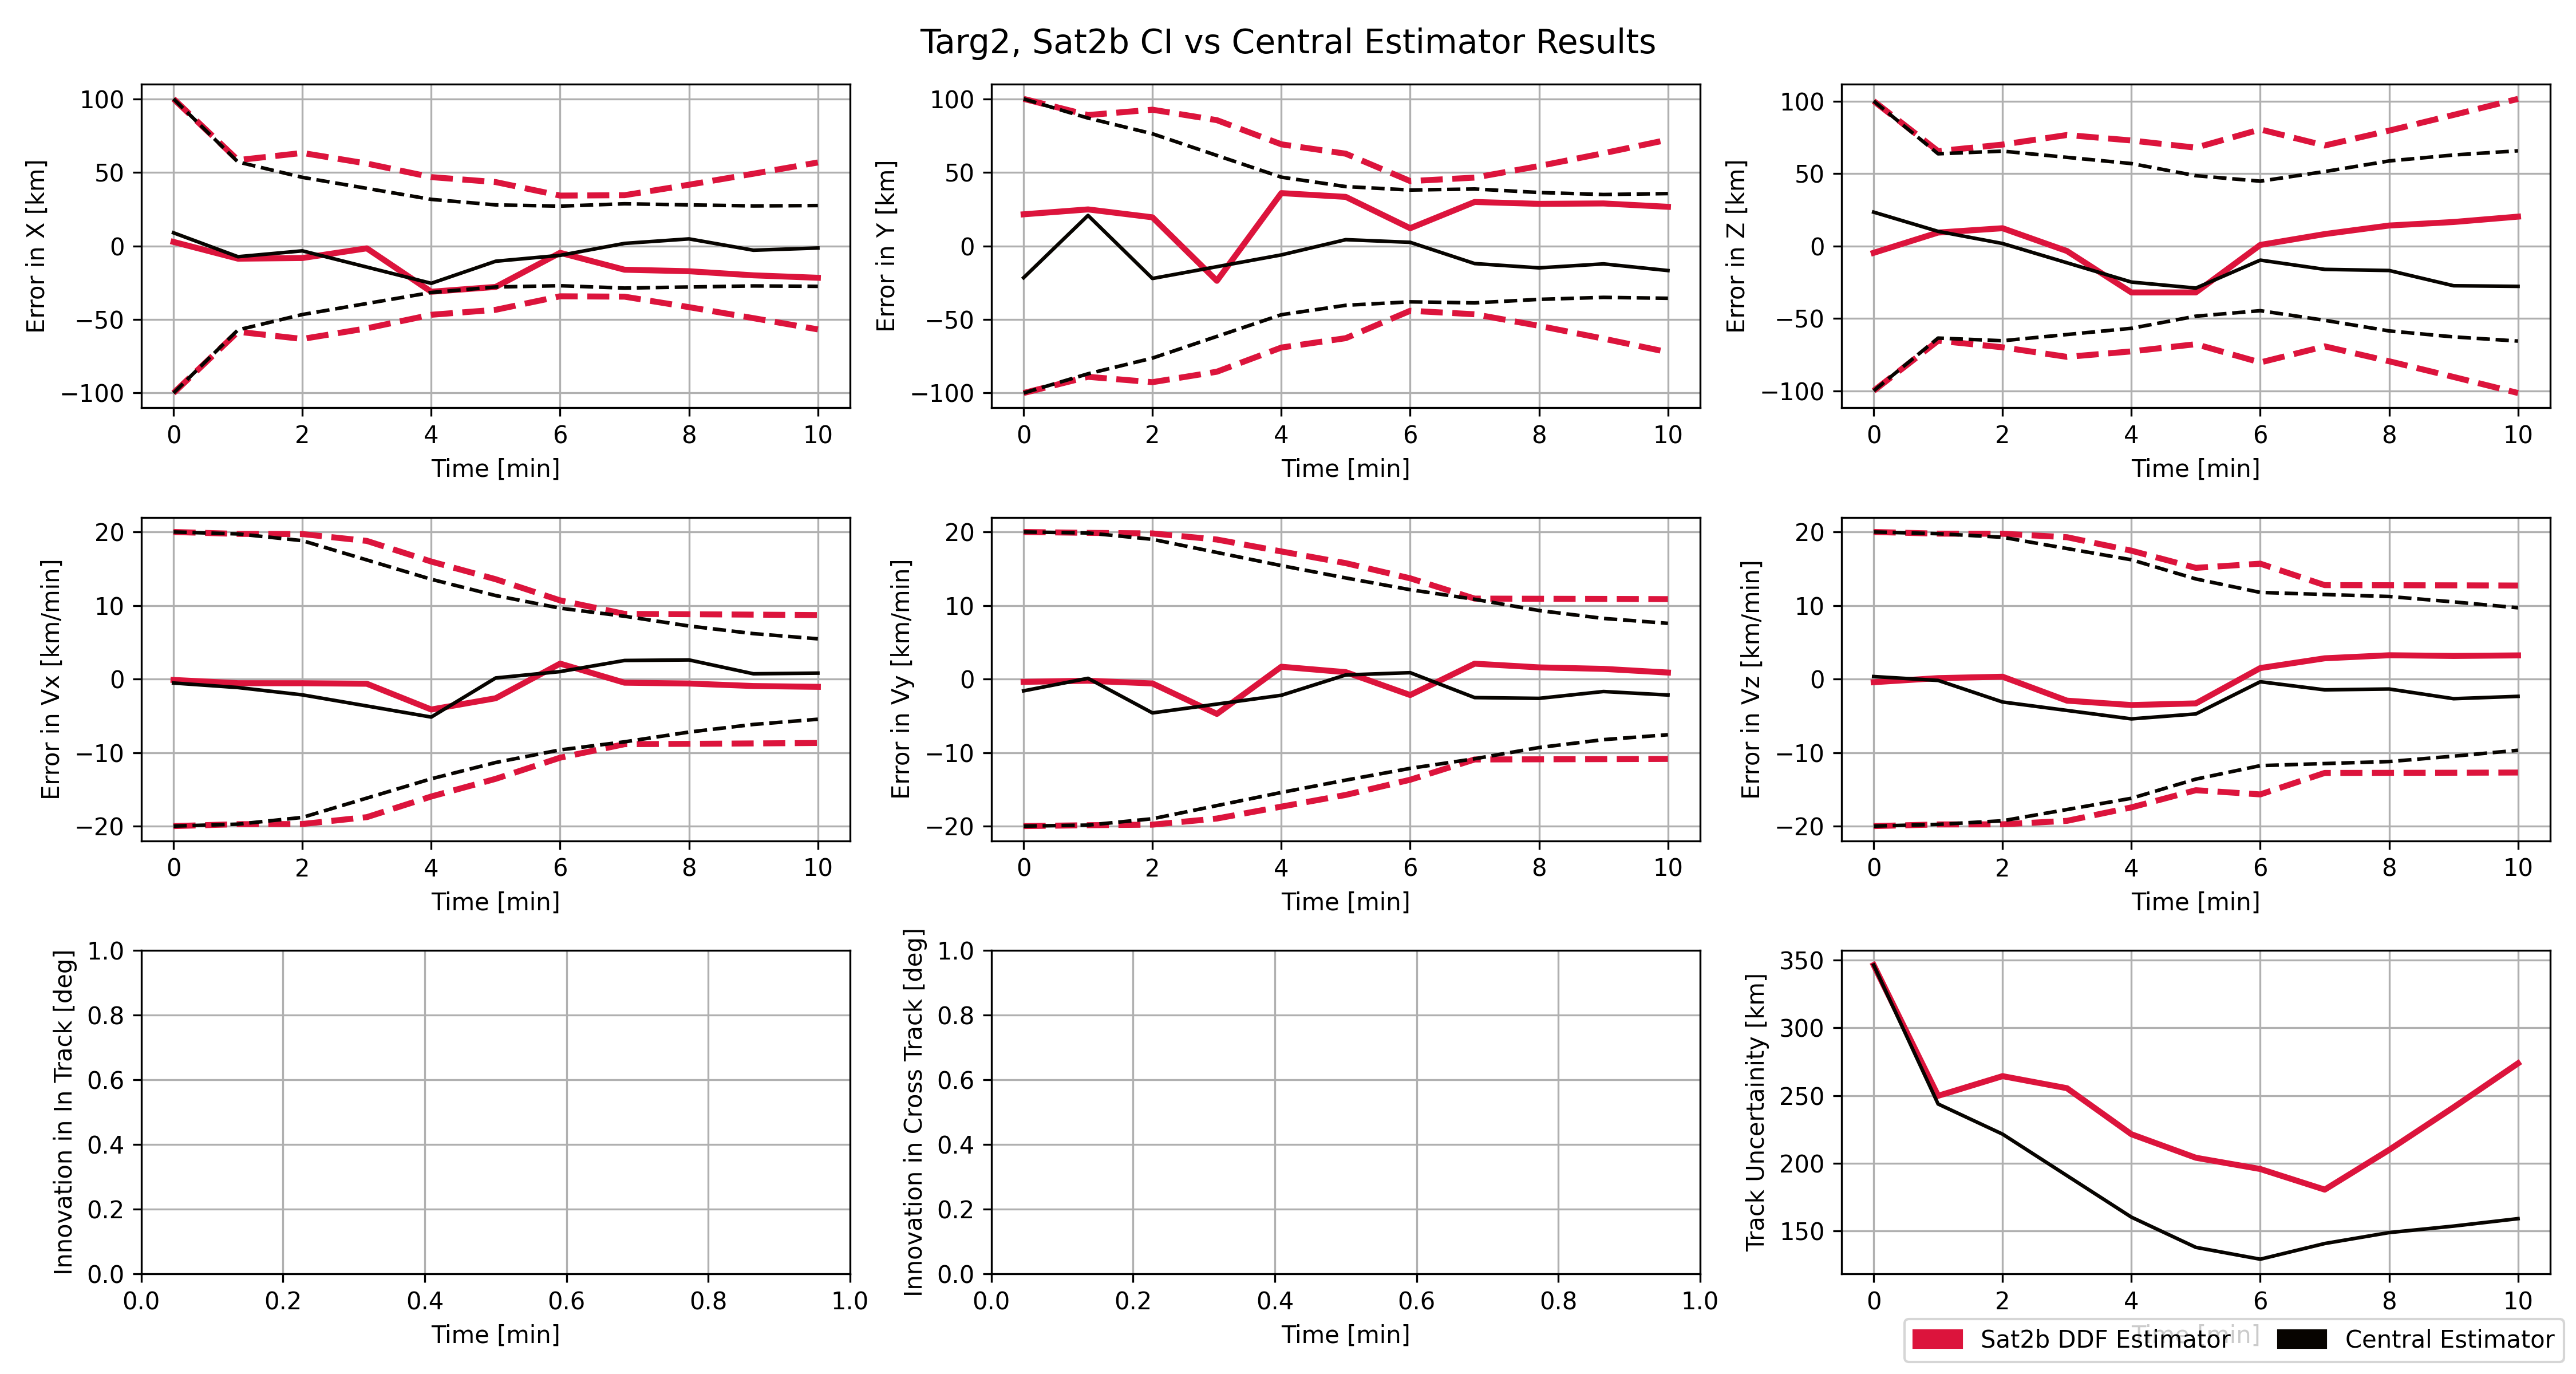 Targ2, Sat2b CI vs Central Estimator Results
Error in X [km]
100
50
0
−50
−100
0 2 4 6 8 10
Time [min]
Error in Y [km]
100
50
0
−50
−100
0 2 4 6 8 10
Time [min]
Error in Z [km]
100
50
0
−50
−100
0 2 4 6 8 10
Time [min]
Error in Vx [km/min]
20
10
0
−10
−20
0 2 4 6 8 10
Time [min]
Error in Vy [km/min]
20
10
0
−10
−20
0 2 4 6 8 10
Time [min]
Error in Vz [km/min]
20
10
0
−10
−20
0 2 4 6 8 10
Time [min]
Innovation in In Track [deg]
1.0
0.8
0.6
0.4
0.2
0.0
0.0 0.2 0.4 0.6 0.8 1.0
Time [min]
Innovation in Cross Track [deg]
1.0
0.8
0.6
0.4
0.2
0.0
0.0 0.2 0.4 0.6 0.8 1.0
Time [min]
Track Uncertainity [km]
350
300
250
200
150
0 2 4 6 8 10
Time [min]
Sat2b DDF Estimator
Central Estimator